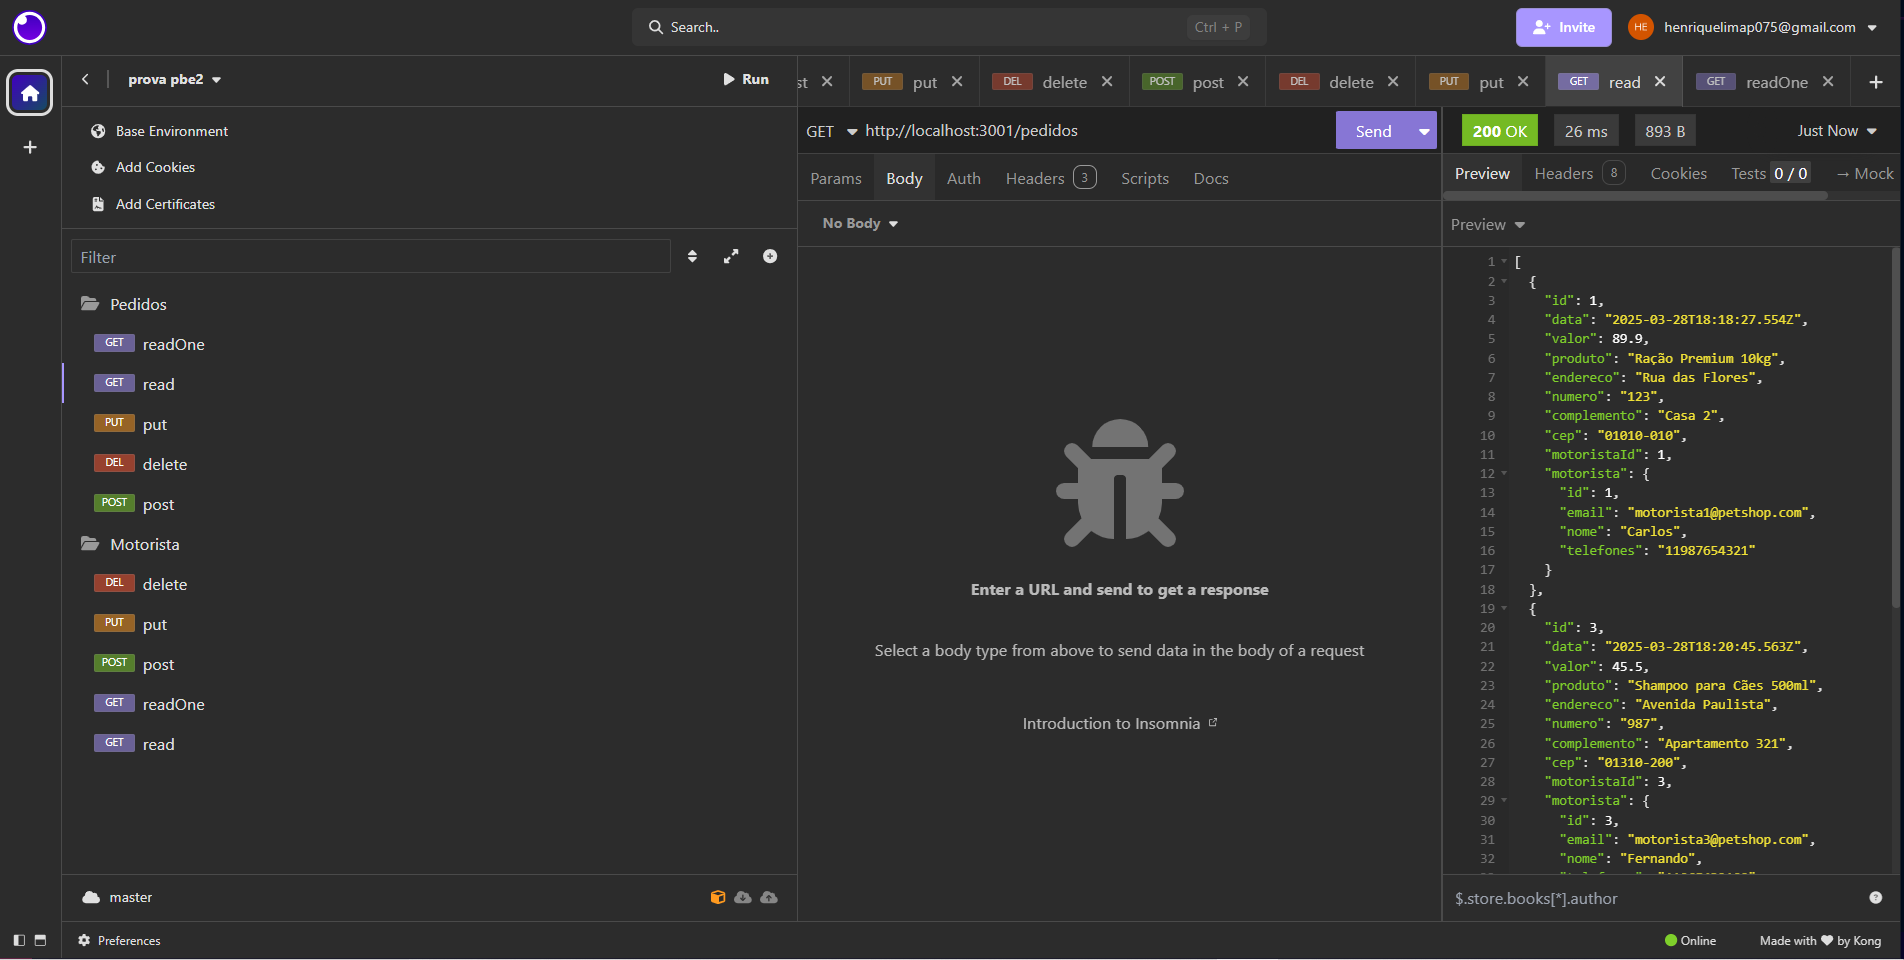 Search..
Ctrl + P
Invite
HE
henriquelimap075@gmail.com
prova pbe2
Run
Base Environment
Add Cookies
Add Certificates
Filter
Pedidos
GET readOne
GET read
PUT put
DEL delete
POST post
Motorista
DEL delete
PUT put
POST post
GET readOne
GET read
master
Preferences
st
PUT put
DEL delete
POST post
DEL delete
PUT put
GET read
GET readOne
GET
http://localhost:3001/pedidos
Send
Params
Body
Auth
Headers 3
Scripts
Docs
No Body
Enter a URL and send to get a response
Select a body type from above to send data in the body of a request
Introduction to Insomnia
200 OK
26 ms
893 B
Just Now
Preview
Headers 8
Cookies
Tests 0 / 0
→ Mock
Preview
1 [
2 {
3 "id": 1,
4 "data": "2025-03-28T18:18:27.554Z",
5 "valor": 89.9,
6 "produto": "Ração Premium 10kg",
7 "endereco": "Rua das Flores",
8 "numero": "123",
9 "complemento": "Casa 2",
10 "cep": "01010-010",
11 "motoristaId": 1,
12 "motorista": {
13 "id": 1,
14 "email": "motorista1@petshop.com",
15 "nome": "Carlos",
16 "telefones": "11987654321"
17 }
18 },
19 {
20 "id": 3,
21 "data": "2025-03-28T18:20:45.563Z",
22 "valor": 45.5,
23 "produto": "Shampoo para Cães 500ml",
24 "endereco": "Avenida Paulista",
25 "numero": "987",
26 "complemento": "Apartamento 321",
27 "cep": "01310-200",
28 "motoristaId": 3,
29 "motorista": {
30 "id": 3,
31 "email": "motorista3@petshop.com",
32 "nome": "Fernando",
$.store.books[*].author
Online
Made with ❤ by Kong